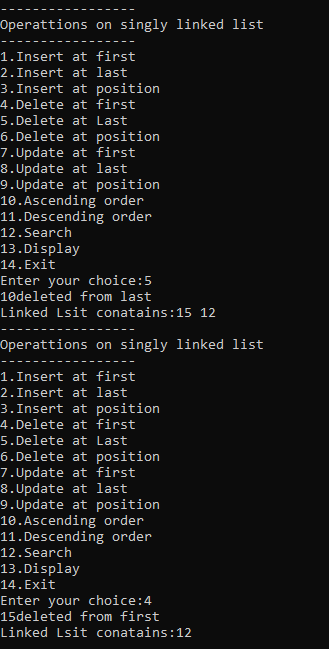 -----------------
Operattions on singly linked list
-----------------
1.Insert at first
2.Insert at last
3.Insert at position
4.Delete at first
5.Delete at Last
6.Delete at position
7.Update at first
8.Update at last
9.Update at position
10.Ascending order
11.Descending order
12.Search
13.Display
14.Exit
Enter your choice:5
10deleted from last
Linked Lsit conatains:15 12
-----------------
Operattions on singly linked list
-----------------
1.Insert at first
2.Insert at last
3.Insert at position
4.Delete at first
5.Delete at Last
6.Delete at position
7.Update at first
8.Update at last
9.Update at position
10.Ascending order
11.Descending order
12.Search
13.Display
14.Exit
Enter your choice:4
15deleted from first
Linked Lsit conatains:12